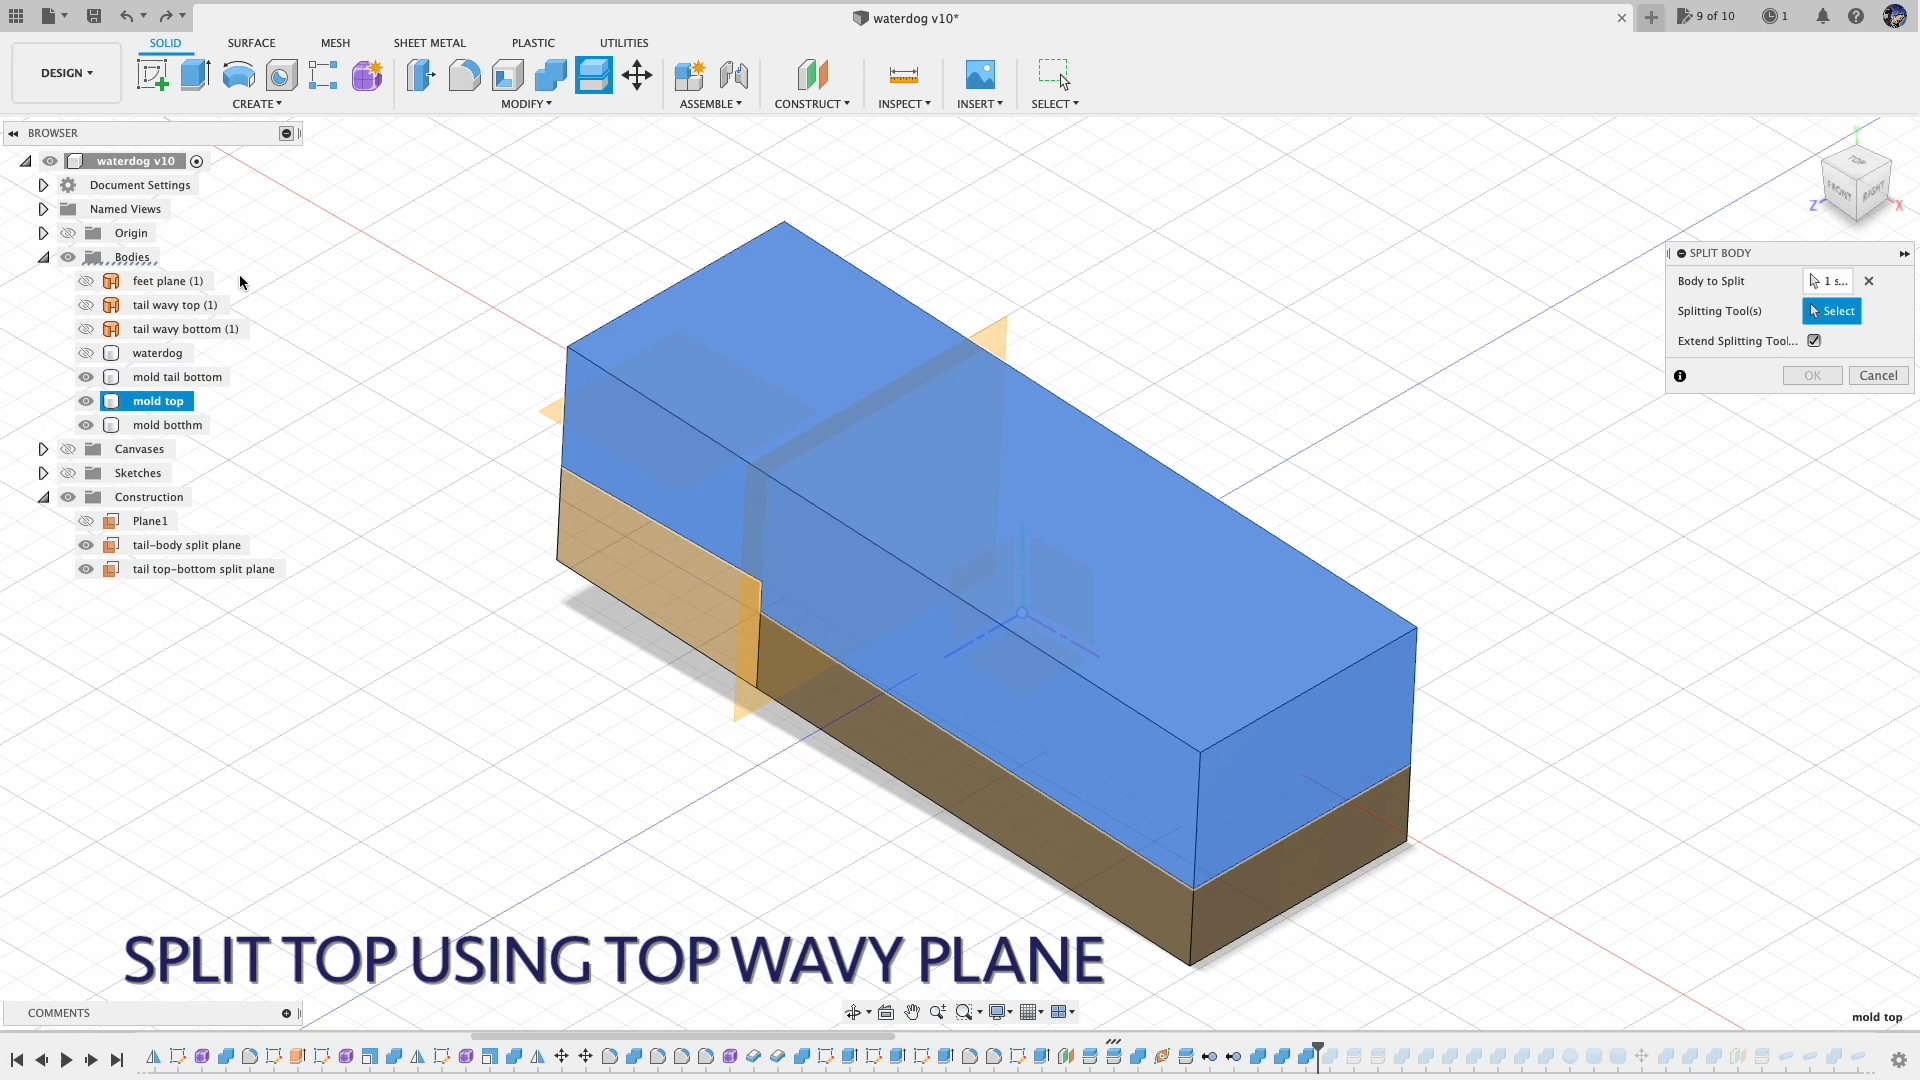 waterdog v10*
9 of 10
1
SOLID
SURFACE
MESH
SHEET METAL
PLASTIC
UTILITIES
DESIGN
CREATE
MODIFY
ASSEMBLE
CONSTRUCT
INSPECT
INSERT
SELECT
BROWSER
waterdog v10
Document Settings
Named Views
Origin
Bodies
feet plane (1)
tail wavy top (1)
tail wavy bottom (1)
waterdog
mold tail bottom
mold top
mold botthm
Canvases
Sketches
Construction
Plane1
tail-body split plane
tail top-bottom split plane
Y
TOP
FRONT
RIGHT
Z
X
SPLIT BODY
Body to Split
1 s...
Splitting Tool(s)
Select
Extend Splitting Tool...
OK
Cancel
SPLIT TOP USING TOP WAVY PLANE
COMMENTS
mold top